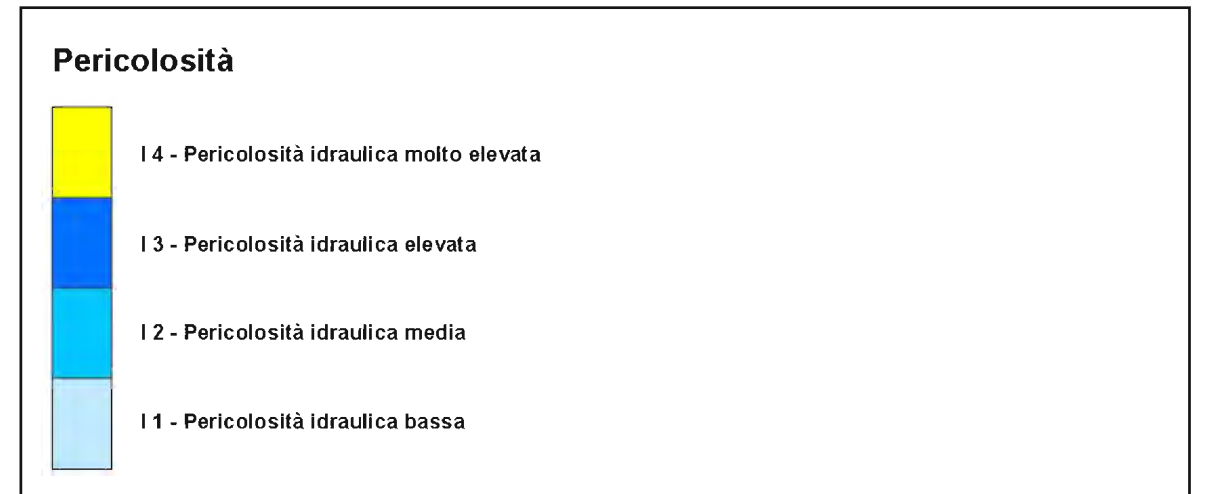 Pericolosità
I 4 - Pericolosità idraulica molto elevata
I 3 - Pericolosità idraulica elevata
I 2 - Pericolosità idraulica media
I 1 - Pericolosità idraulica bassa